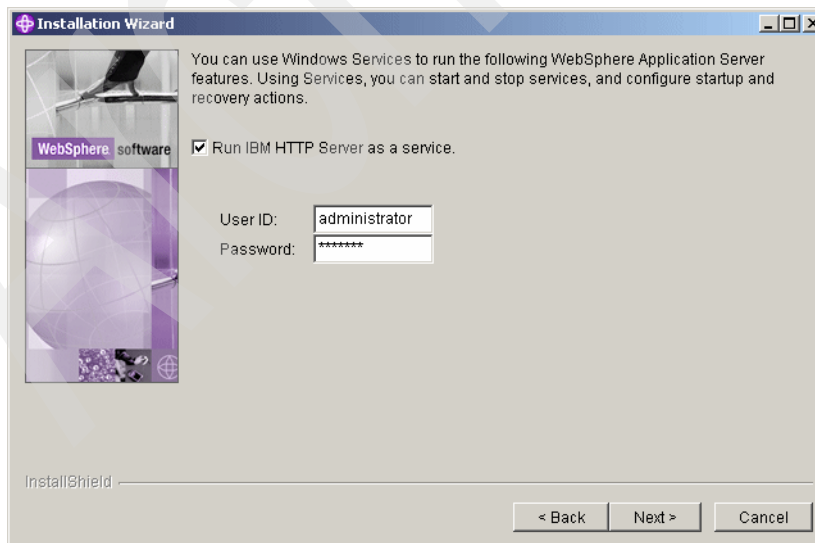 Installation Wizard
You can use Windows Services to run the following WebSphere Application Server
features. Using Services, you can start and stop services, and configure startup and
recovery actions.
WebSphere software
Run IBM HTTP Server as a service.
User ID: administrator
Password: *******
InstallShield
< Back Next > Cancel